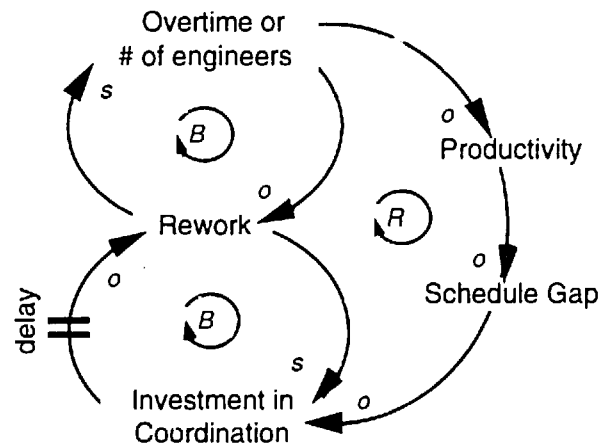 Overtime or
# of engineers
s
B
o
o
Productivity
Rework
R
o
o
Schedule Gap
delay
B
s
Investment in
Coordination
o